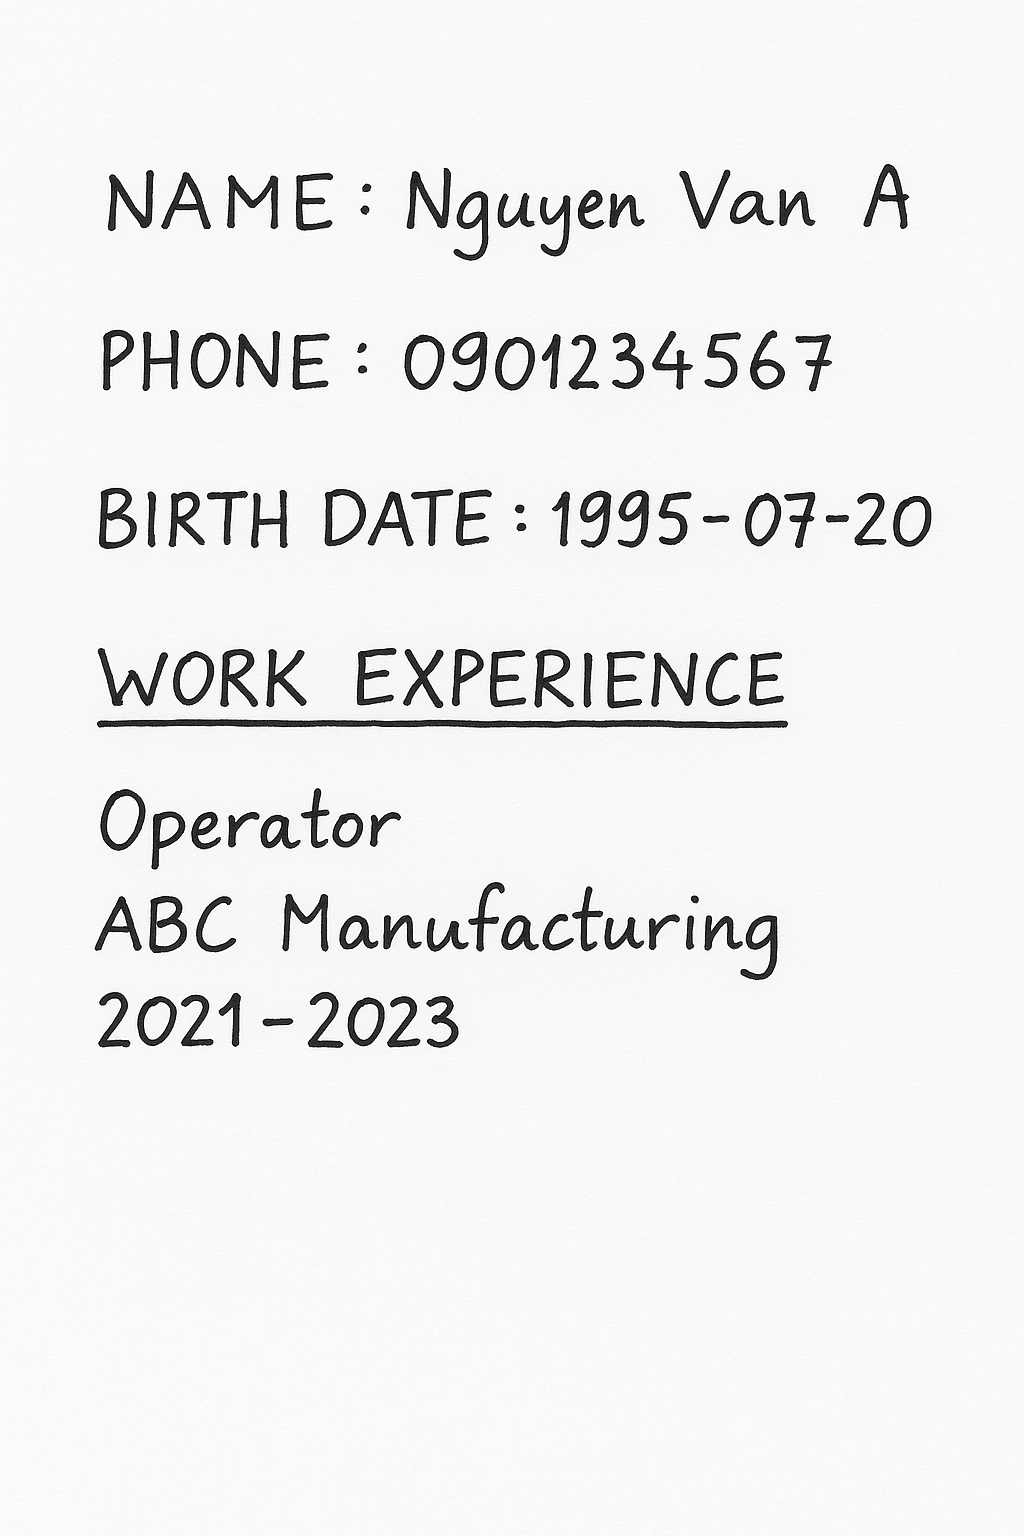 NAME: Nguyen Van A
PHONE: 0901234567
BIRTH DATE: 1995-07-20
WORK EXPERIENCE
Operator
ABC Manufacturing
2021-2023